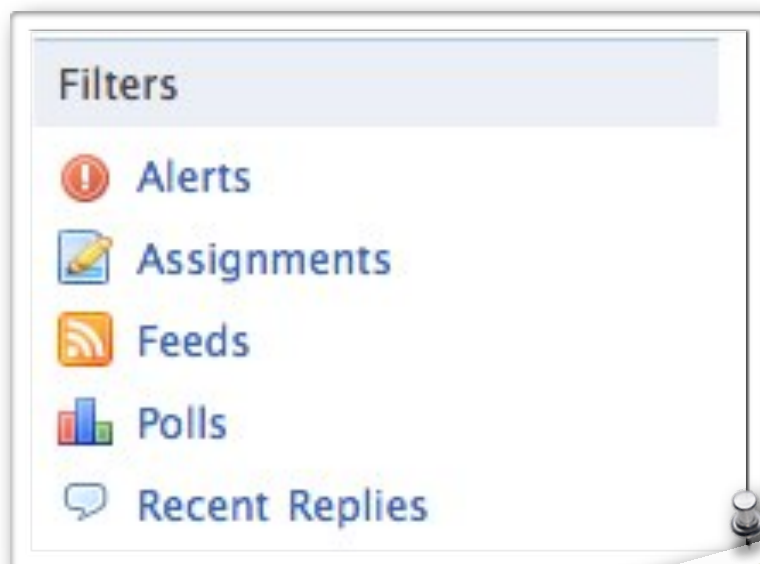 Filters
Alerts
Assignments
Feeds
Polls
Recent Replies